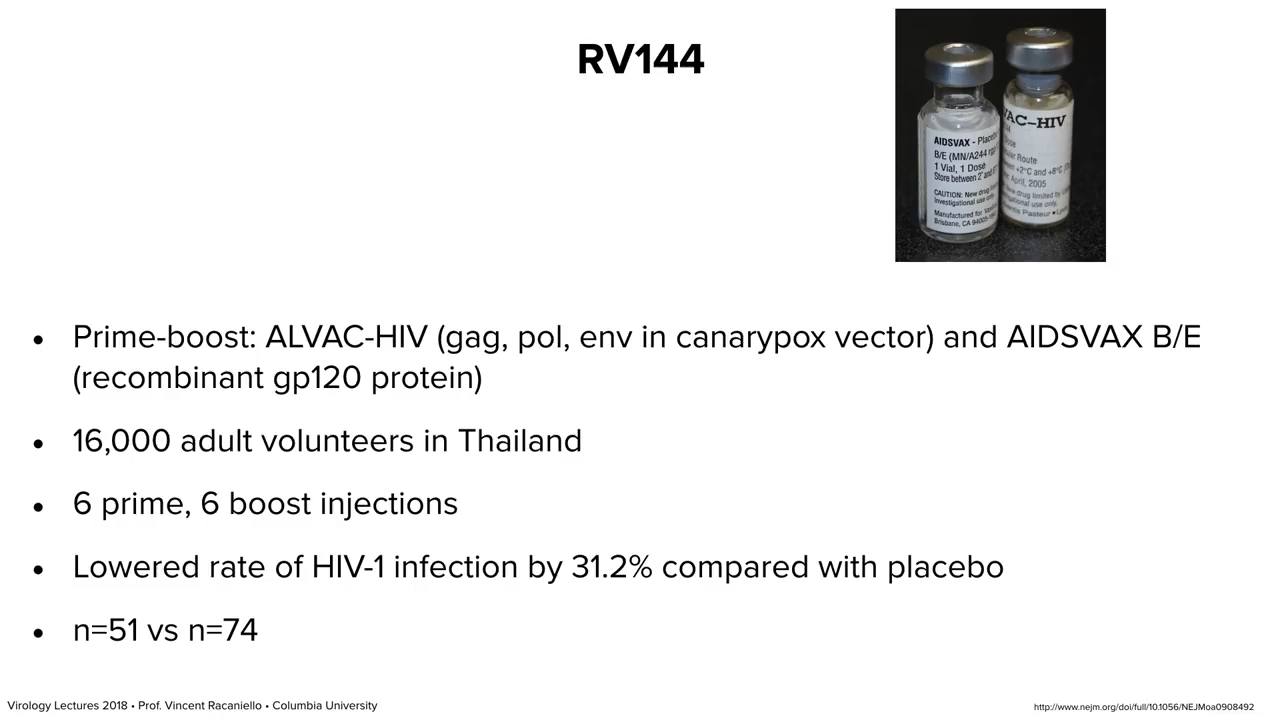 RV144
AIDSVAX - Placebo
B/E (MN/A244
1 Vial, 1 Dose
Store between 2° and
CAUTION: New drug
Investigational use only.
Manufactured for
Brisbane, CA 94005
VAC–HIV
Route
+2°C and +8°C
April, 2005
drug limited by
use only.
Pasteur •
• Prime-boost: ALVAC-HIV (gag, pol, env in canarypox vector) and AIDSVAX B/E
(recombinant gp120 protein)
• 16,000 adult volunteers in Thailand
• 6 prime, 6 boost injections
• Lowered rate of HIV-1 infection by 31.2% compared with placebo
• n=51 vs n=74
Virology Lectures 2018 • Prof. Vincent Racaniello • Columbia University
http://www.nejm.org/doi/full/10.1056/NEJMoa0908492